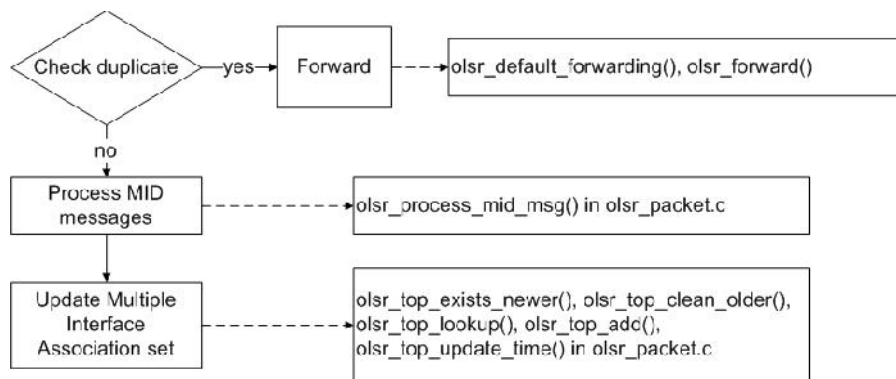 Check duplicate
yes
Forward
olsr_default_forwarding(), olsr_forward()
no
Process MID
messages
olsr_process_mid_msg() in olsr_packet.c
Update Multiple
Interface
Association set
olsr_top_exists_newer(), olsr_top_clean_older(),
olsr_top_lookup(), olsr_top_add(),
olsr_top_update_time() in olsr_packet.c